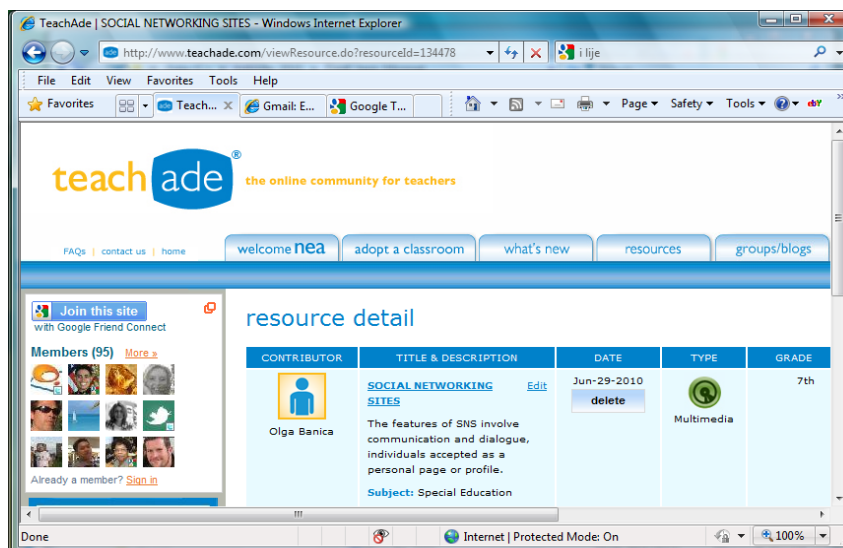 TeachAde | SOCIAL NETWORKING SITES - Windows Internet Explorer
http://www.teachade.com/viewResource.do?resourceId=134478
i lije
File Edit View Favorites Tools Help
Favorites
Teach...
Gmail: E...
Google T...
Page Safety Tools
teach ade®
the online community for teachers
FAQs | contact us | home
welcome nea
adopt a classroom
what's new
resources
groups/blogs
Join this site
with Google Friend Connect
Members (95) More »
Already a member? Sign in
resource detail
CONTRIBUTOR TITLE & DESCRIPTION DATE TYPE GRADE
Olga Banica
SOCIAL NETWORKING Edit
SITES
The features of SNS involve
communication and dialogue,
individuals accepted as a
personal page or profile.
Subject: Special Education
Jun-29-2010
delete
Multimedia
7th
Done
Internet | Protected Mode: On
100%